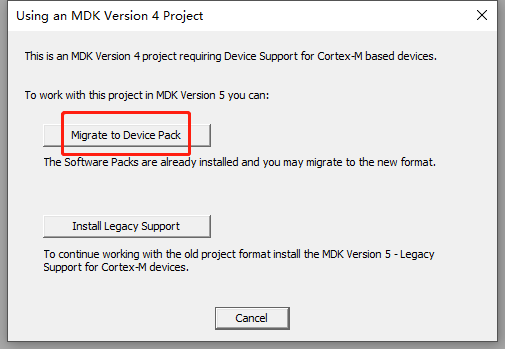 Using an MDK Version 4 Project
This is an MDK Version 4 project requiring Device Support for Cortex-M based devices.
To work with this project in MDK Version 5 you can:
Migrate to Device Pack
The Software Packs are already installed and you may migrate to the new format.
Install Legacy Support
To continue working with the old project format install the MDK Version 5 - Legacy
Support for Cortex-M devices.
Cancel